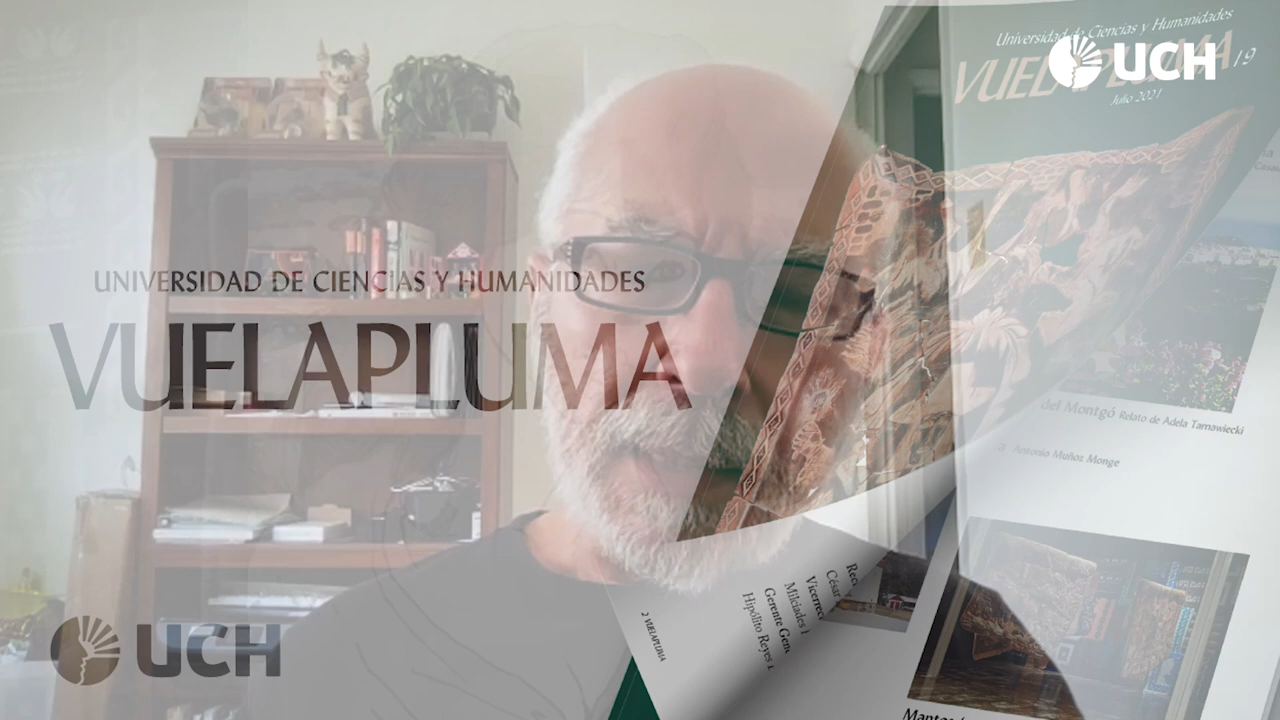 Universidad de Ciencias y Humanidades
VUELAPLUMA
19
Julio 2021
UCH
UNIVERSIDAD DE CIENCIAS Y HUMANIDADES
VUELAPLUMA
del Montgó Relato de Adela Tarnawiecki
Antonio Muñoz Monge
Rec
César
Vicerrec
Milciades
Gerente Gen
Hipólito Reyes
2 VUELAPLUMA
UCH